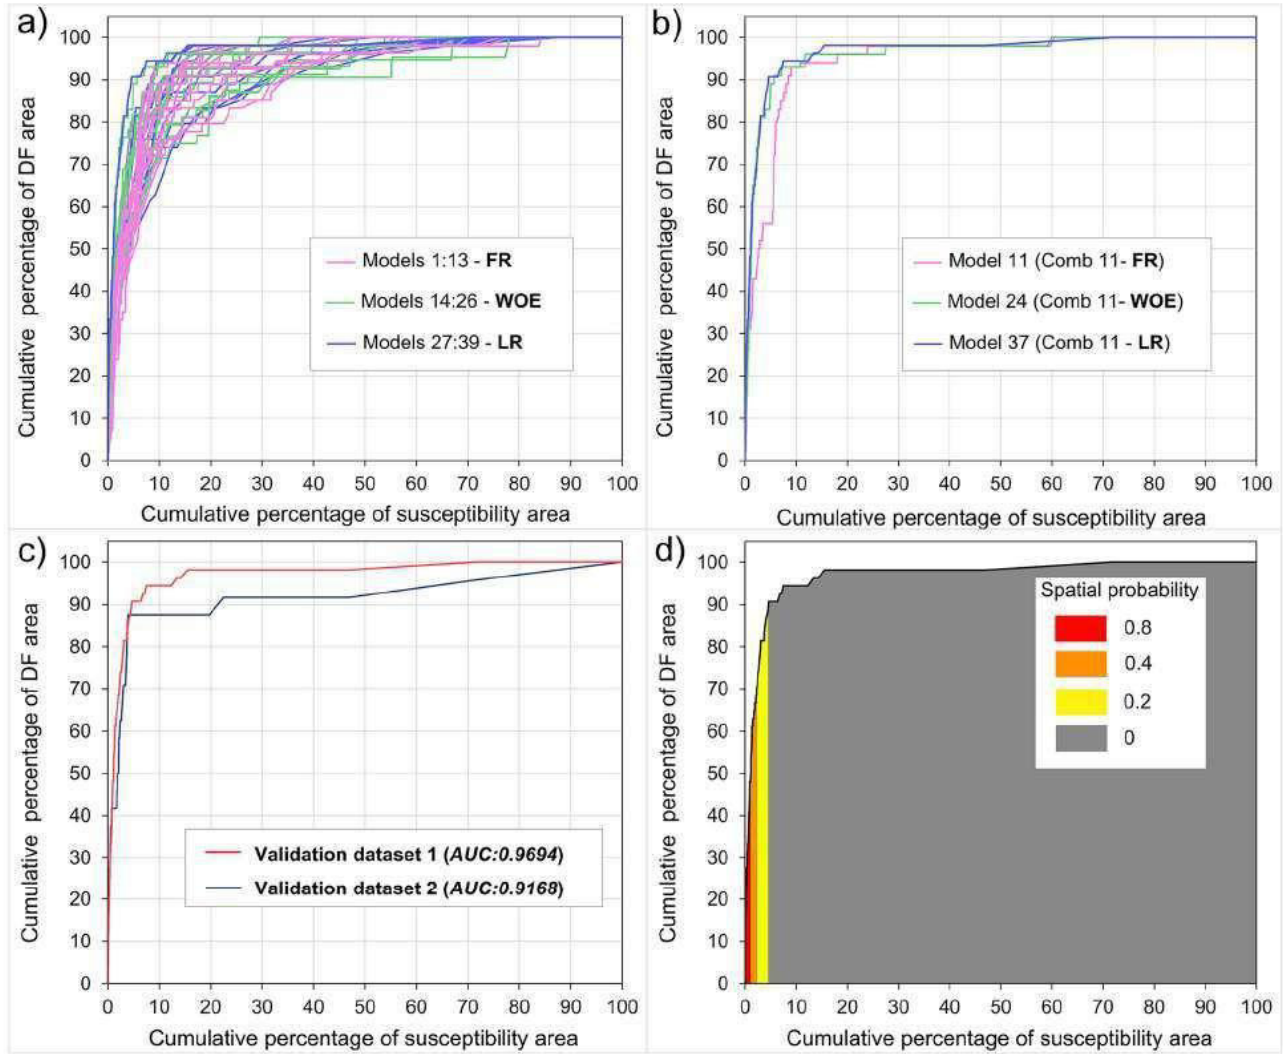 a)
Cumulative percentage of DF area
100
90
80
70
60
50
40
30
20
10
0
Models 1:13 - FR
Models 14:26 - WOE
Models 27:39 - LR
0 10 20 30 40 50 60 70 80 90 100
Cumulative percentage of susceptibility area
b)
Cumulative percentage of DF area
100
90
80
70
60
50
40
30
20
10
0
Model 11 (Comb 11- FR)
Model 24 (Comb 11- WOE)
Model 37 (Comb 11 - LR)
0 10 20 30 40 50 60 70 80 90 100
Cumulative percentage of susceptibility area
c)
Cumulative percentage of DF area
100
90
80
70
60
50
40
30
20
10
0
Validation dataset 1 (AUC:0.9694)
Validation dataset 2 (AUC:0.9168)
0 10 20 30 40 50 60 70 80 90 100
Cumulative percentage of susceptibility area
d)
Cumulative percentage of DF area
100
90
80
70
60
50
40
30
20
10
0
Spatial probability
0.8
0.4
0.2
0
0 10 20 30 40 50 60 70 80 90 100
Cumulative percentage of susceptibility area